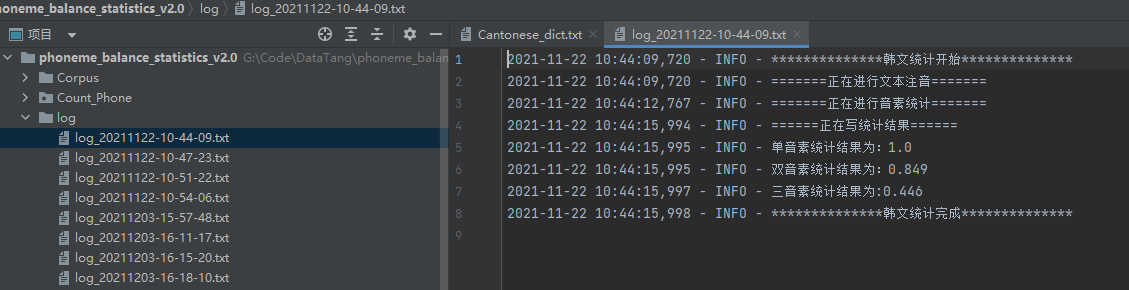 honeme_balance_statistics_v2.0 〉 log 〉 log_20211122-10-44-09.txt
项目
phoneme_balance_statistics_v2.0 G:\Code\DataTang\phoneme_balan
Corpus
Count_Phone
log
log_20211122-10-44-09.txt
log_20211122-10-47-23.txt
log_20211122-10-51-22.txt
log_20211122-10-54-06.txt
log_20211203-15-57-48.txt
log_20211203-16-11-17.txt
log_20211203-16-15-20.txt
log_20211203-16-18-10.txt
Cantonese_dict.txt log_20211122-10-44-09.txt
1 2021-11-22 10:44:09,720 - INFO - **************韩文统计开始**************
2 2021-11-22 10:44:09,720 - INFO - =======正在进行文本注音=======
3 2021-11-22 10:44:12,767 - INFO - =======正在进行音素统计=======
4 2021-11-22 10:44:15,994 - INFO - ======正在写统计结果======
5 2021-11-22 10:44:15,995 - INFO - 单音素统计结果为：1.0
6 2021-11-22 10:44:15,995 - INFO - 双音素统计结果为：0.849
7 2021-11-22 10:44:15,997 - INFO - 三音素统计结果为：0.446
8 2021-11-22 10:44:15,998 - INFO - **************韩文统计完成**************
9